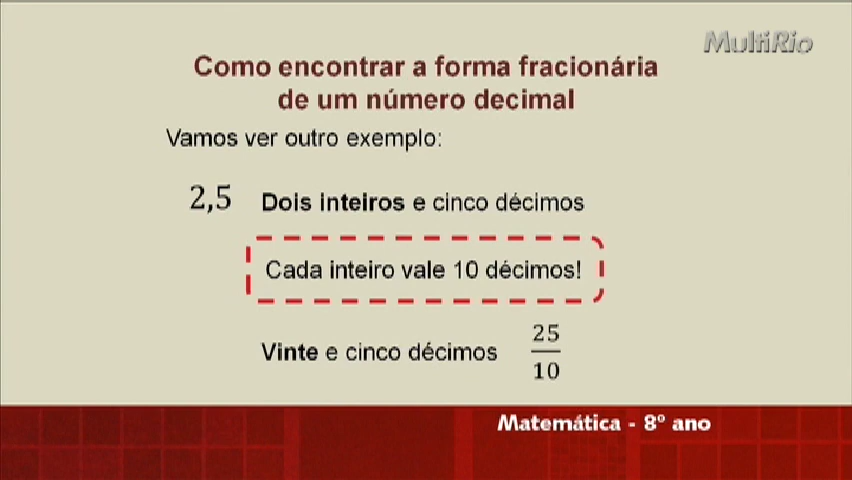 MultiRio
Como encontrar a forma fracionária
de um número decimal
Vamos ver outro exemplo:
2,5 Dois inteiros e cinco décimos
Cada inteiro vale 10 décimos!
Vinte e cinco décimos 25/10
Matemática - 8º ano